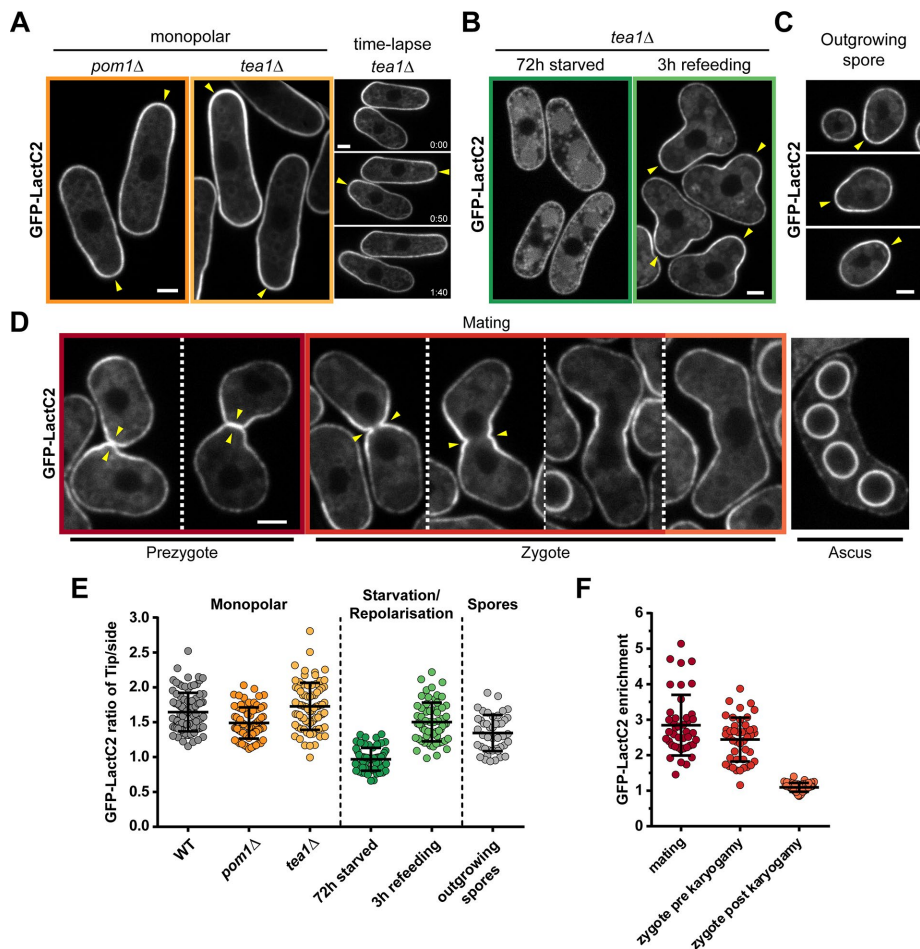 A
monopolar
pom1Δ
tea1Δ
time-lapse
tea1Δ
GFP-LactC2
0:00
0:50
1:40
B
tea1Δ
72h starved
3h refeeding
GFP-LactC2
C
Outgrowing
spore
GFP-LactC2
D
Mating
GFP-LactC2
Prezygote
Zygote
Ascus
E
Monopolar
Starvation/
Repolarisation
Spores
GFP-LactC2 ratio of Tip/side
3.0
2.5
2.0
1.5
1.0
0.5
0.0
WT
pom1Δ
tea1Δ
72h starved
3h refeeding
outgrowing
spores
F
GFP-LactC2 enrichment
6
5
4
3
2
1
0
mating
zygote pre karyogamy
zygote post karyogamy